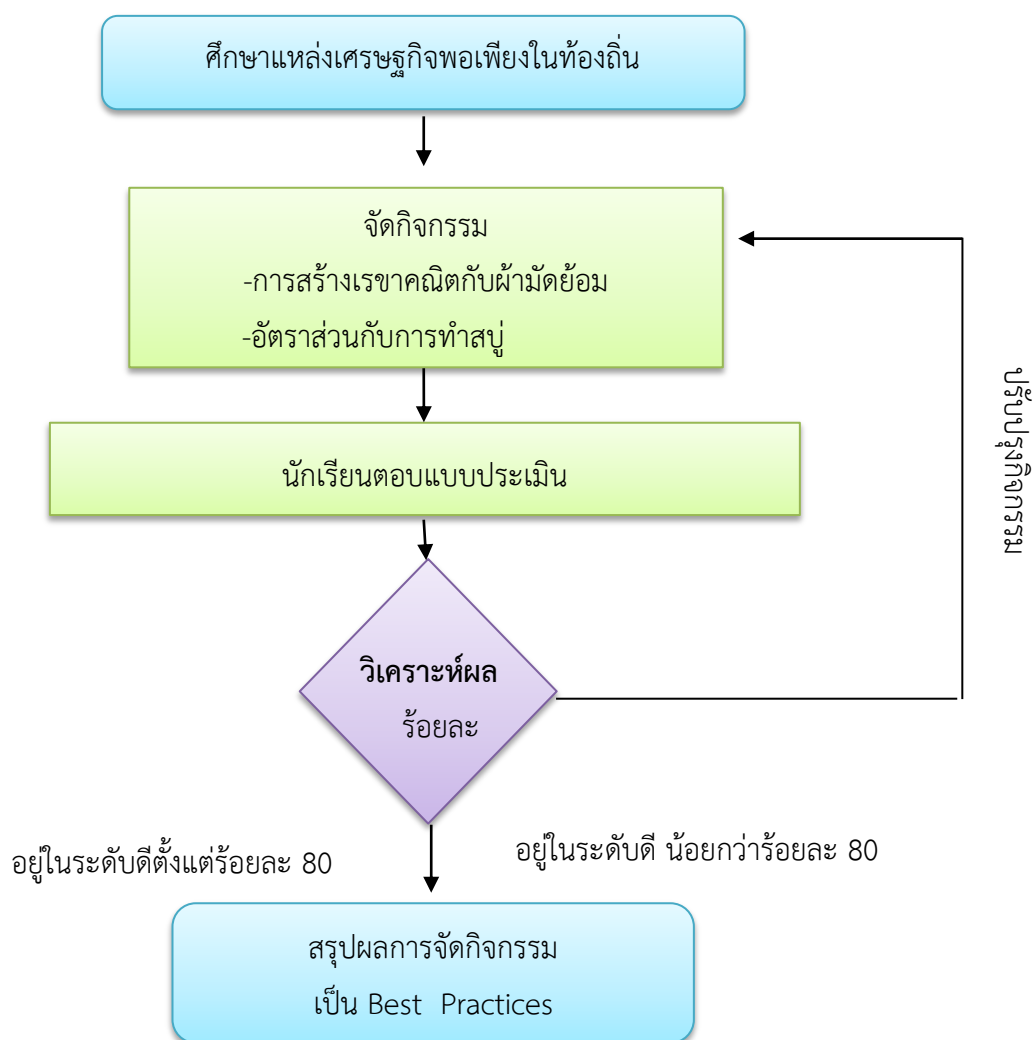 ศึกษาแหล่งเศรษฐกิจพอเพียงในท้องถิ่น
จัดกิจกรรม
-การสร้างเรขาคณิตกับผ้ามัดย้อม
-อัตราส่วนกับการทำสบู่
ปรับปรุงกิจกรรม
นักเรียนตอบแบบประเมิน
วิเคราะห์ผล
ร้อยละ
อยู่ในระดับดีตั้งแต่ร้อยละ 80
อยู่ในระดับดี น้อยกว่าร้อยละ 80
สรุปผลการจัดกิจกรรม
เป็น Best Practices